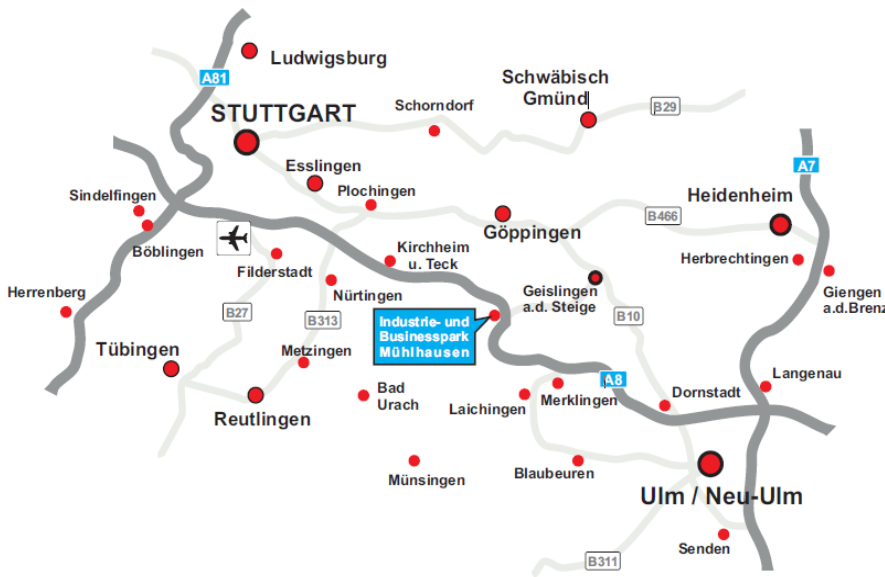 Ludwigsburg
A81
STUTTGART
Schorndorf
Schwäbisch
Gmünd
B29
Esslingen
Plochingen
A7
Sindelfingen
Böblingen
Heidenheim
B466
Göppingen
Herbrechtingen
Kirchheim
u. Teck
Filderstadt
Giengen
a.d.Brenz
Herrenberg
Nürtingen
Geislingen
a.d. Steige
B27
B313
Industrie- und
Businesspark
Mühlhausen
B10
Tübingen
Metzingen
A8
Langenau
Bad
Urach
Merklingen
Dornstadt
Laichingen
Reutlingen
Münsingen
Blaubeuren
Ulm / Neu-Ulm
Senden
B311